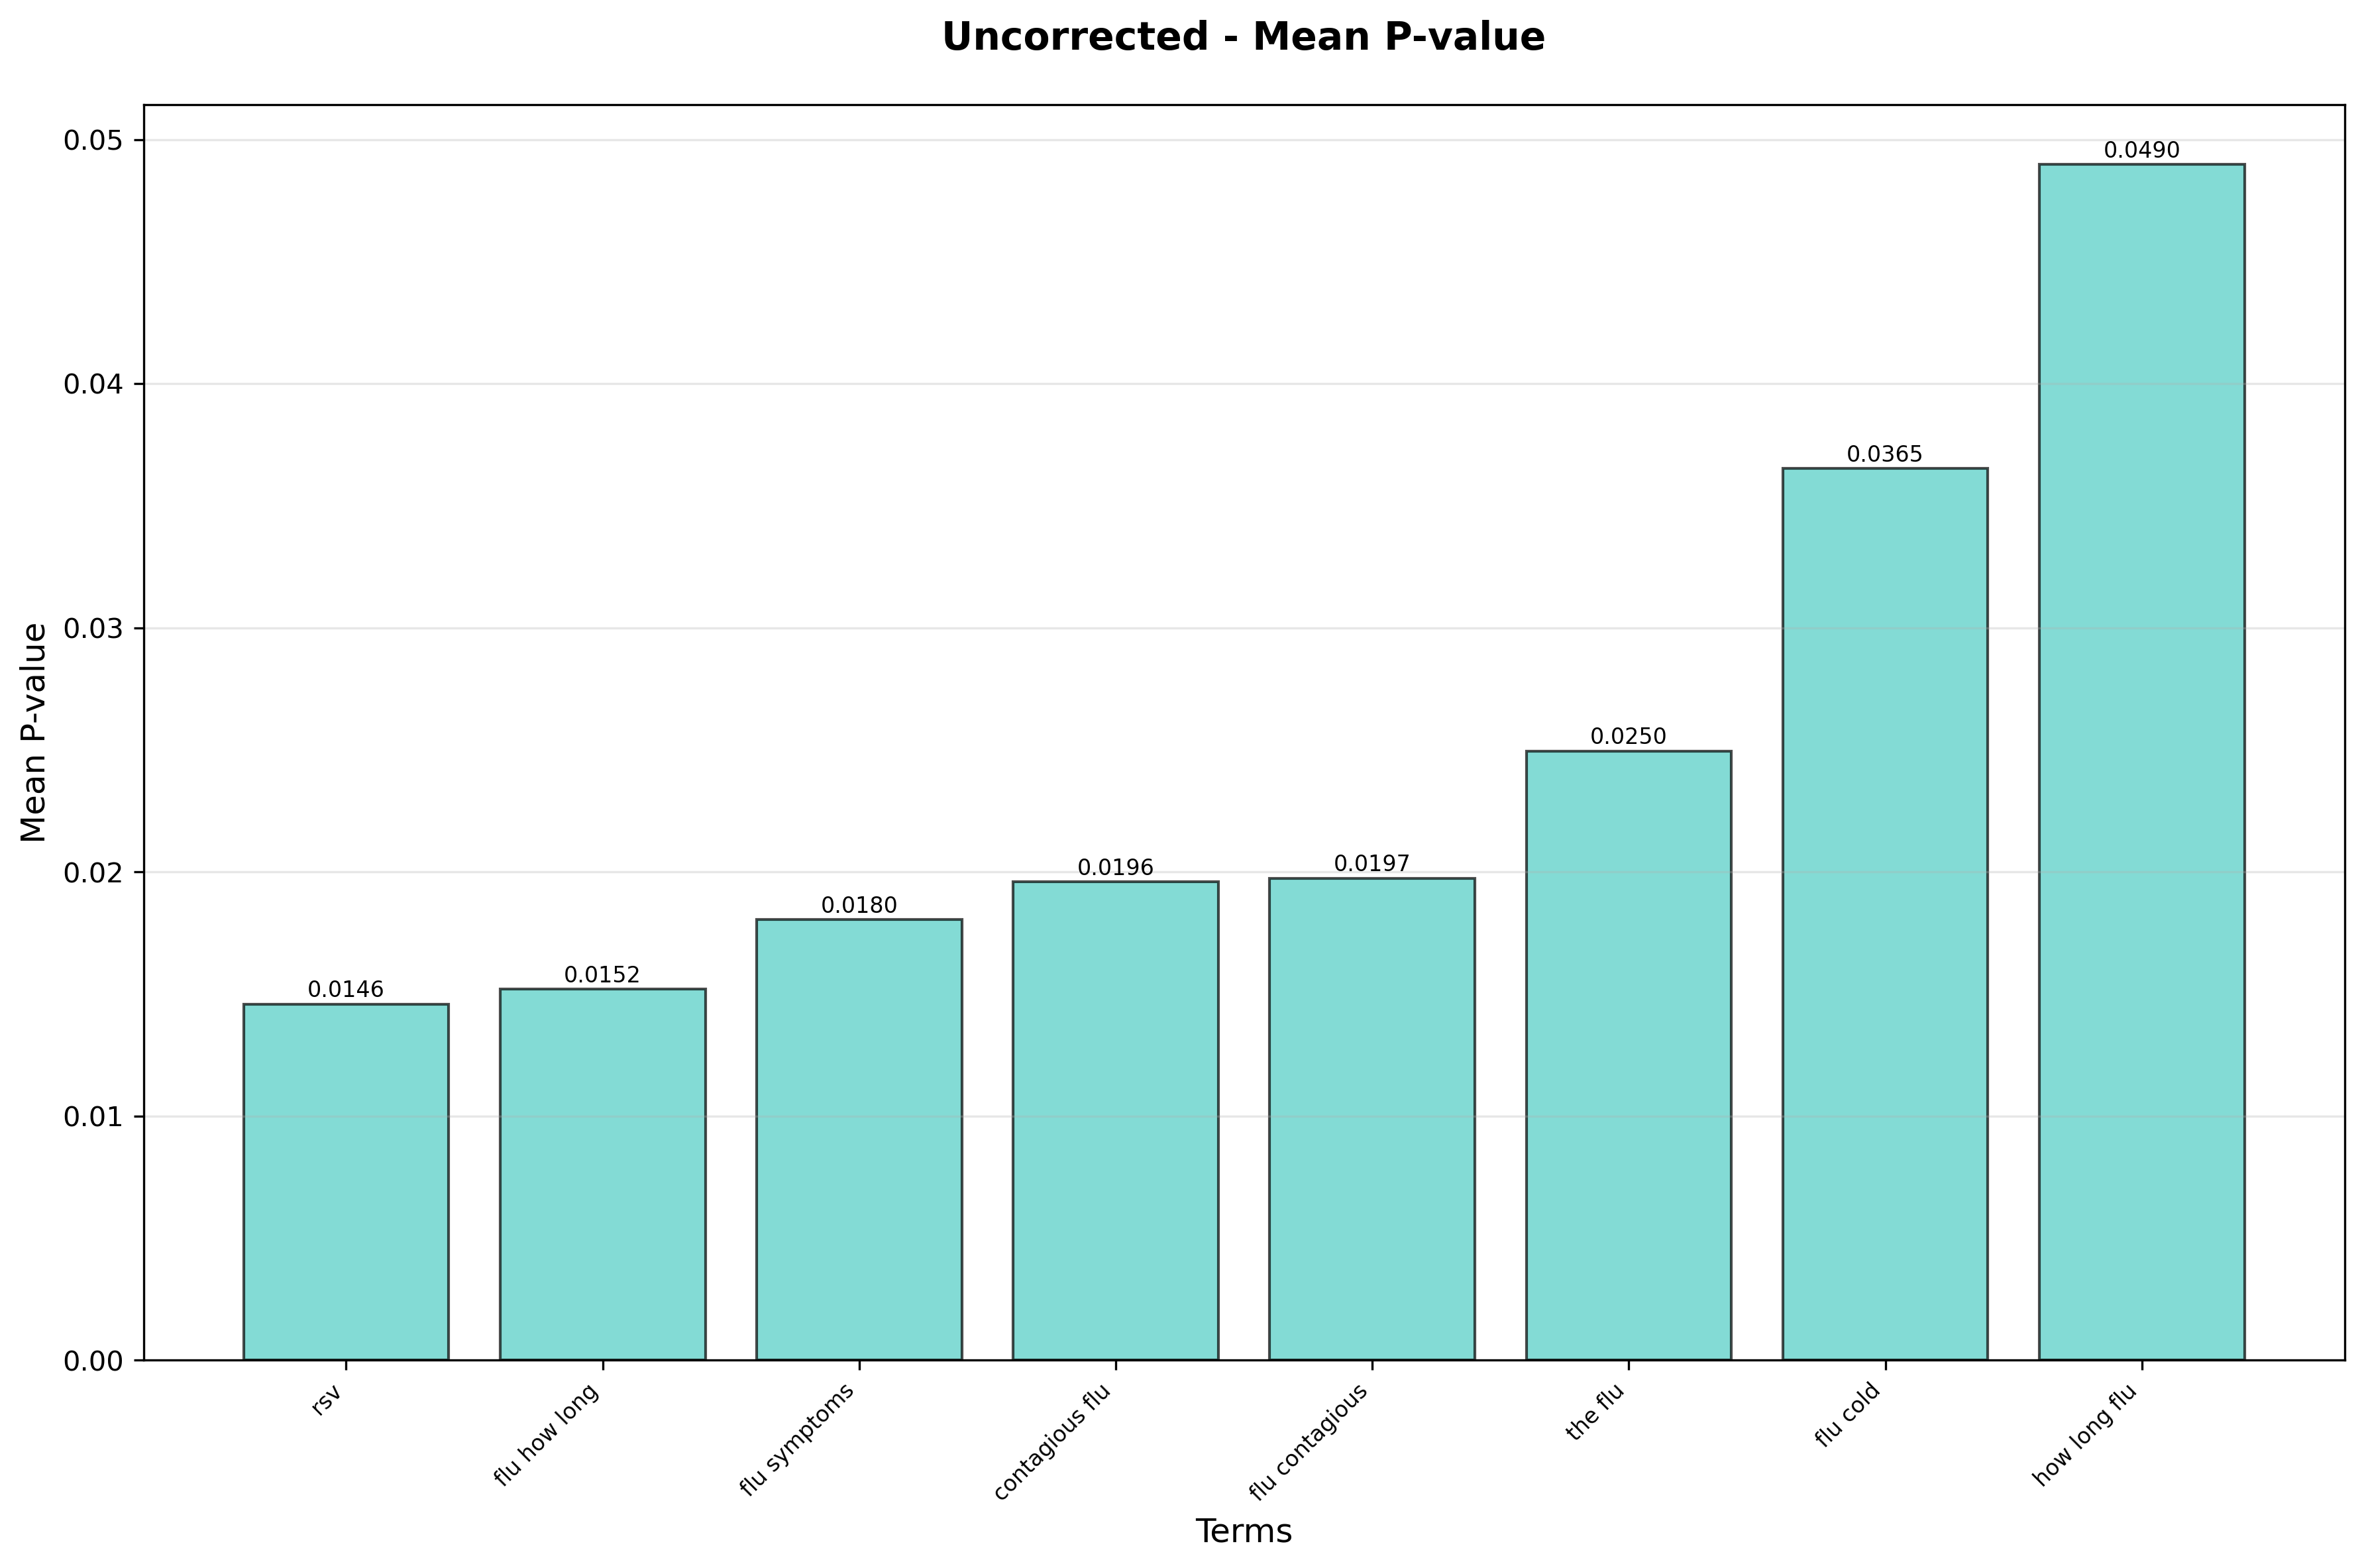 Uncorrected - Mean P-value
Mean P-value
0.05
0.04
0.03
0.02
0.01
0.00
0.0146
0.0152
0.0180
0.0196
0.0197
0.0250
0.0365
0.0490
rsv
flu how long
flu symptoms
contagious flu
flu contagious
the flu
flu cold
how long flu
Terms